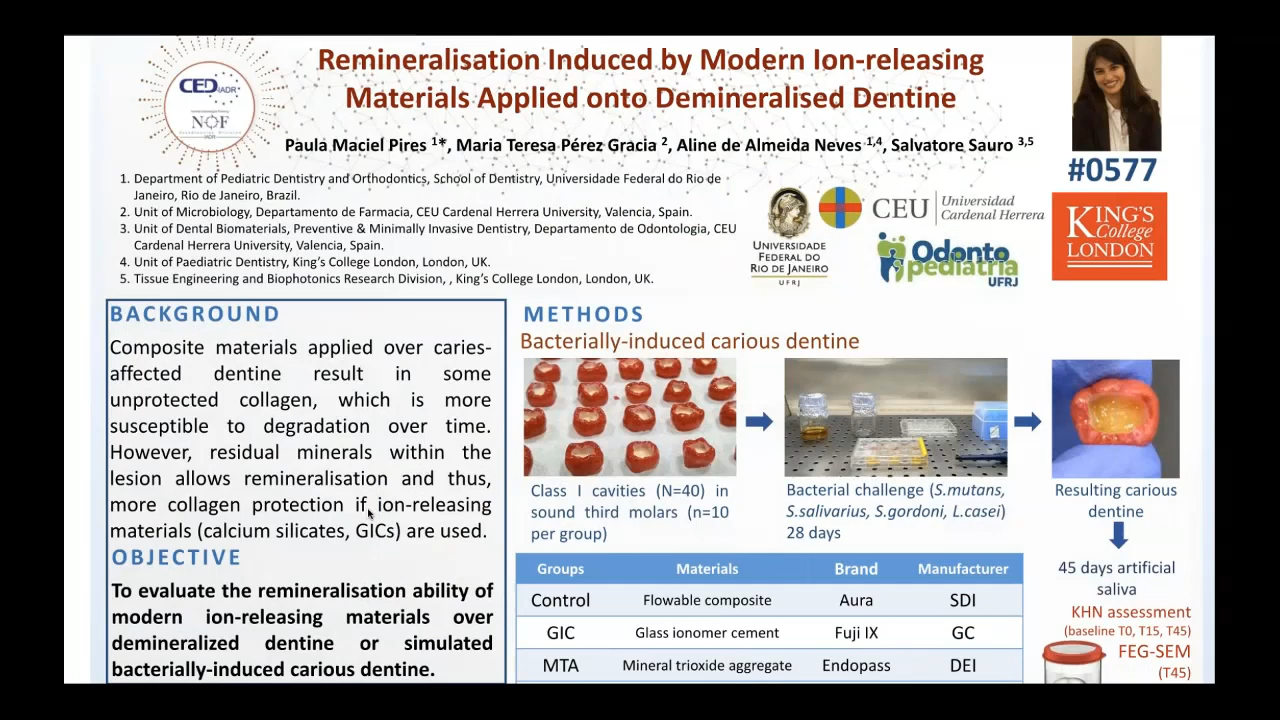 Remineralisation Induced by Modern Ion-releasing
Materials Applied onto Demineralised Dentine
CED-IADR
NOF
Paula Maciel Pires 1*, Maria Teresa Pérez Gracia 2, Aline de Almeida Neves 1,4, Salvatore Sauro 3,5
#0577
1. Department of Pediatric Dentistry and Orthodontics, School of Dentistry, Universidade Federal do Rio de
Janeiro, Rio de Janeiro, Brazil.
2. Unit of Microbiology, Departamento de Farmacia, CEU Cardenal Herrera University, Valencia, Spain.
3. Unit of Dental Biomaterials, Preventive & Minimally Invasive Dentistry, Departamento de Odontologia, CEU
Cardenal Herrera University, Valencia, Spain.
4. Unit of Paediatric Dentistry, King's College London, London, UK.
5. Tissue Engineering and Biophotonics Research Division, , King's College London, London, UK.
UNIVERSIDADE
FEDERAL DO
RIO DE JANEIRO
UFRJ
CEU
Universidad
Cardenal Herrera
Odonto
pediatria
UFRJ
KING'S
College
LONDON
BACKGROUND
Composite materials applied over caries-
affected dentine result in some
unprotected collagen, which is more
susceptible to degradation over time.
However, residual minerals within the
lesion allows remineralisation and thus,
more collagen protection if ion-releasing
materials (calcium silicates, GICs) are used.
OBJECTIVE
To evaluate the remineralisation ability of
modern ion-releasing materials over
demineralized dentine or simulated
bacterially-induced carious dentine.
METHODS
Bacterially-induced carious dentine
Class I cavities (N=40) in
sound third molars (n=10
per group)
Bacterial challenge (S.mutans,
S.salivarius, S.gordoni, L.casei)
28 days
Resulting carious
dentine
45 days artificial
saliva
KHN assessment
(baseline T0, T15, T45)
FEG-SEM
(T45)
Groups Materials Brand Manufacturer
Control Flowable composite Aura SDI
GIC Glass ionomer cement Fuji IX GC
MTA Mineral trioxide aggregate Endopass DEI